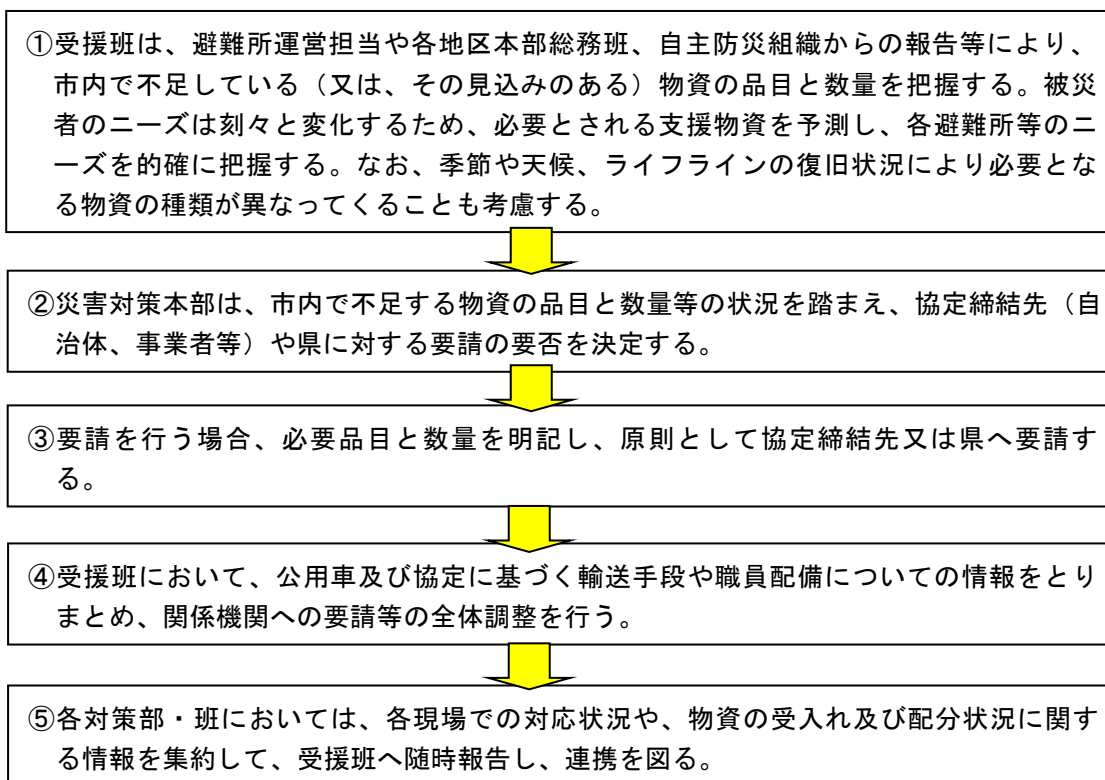 ①受援班は、避難所運営担当や各地区本部総務班、自主防災組織からの報告等により、
市内で不足している（又は、その見込みのある）物資の品目と数量を把握する。被災
者のニーズは刻々と変化するため、必要とされる支援物資を予測し、各避難所等のニ
ーズを的確に把握する。なお、季節や天候、ライフラインの復旧状況により必要とな
る物資の種類が異なってくることも考慮する。
②災害対策本部は、市内で不足する物資の品目と数量等の状況を踏まえ、協定締結先（自
治体、事業者等）や県に対する要請の要否を決定する。
③要請を行う場合、必要品目と数量を明記し、原則として協定締結先又は県へ要請す
る。
④受援班において、公用車及び協定に基づく輸送手段や職員配備についての情報をとり
まとめ、関係機関への要請等の全体調整を行う。
⑤各対策部・班においては、各現場での対応状況や、物資の受入れ及び配分状況に関す
る情報を集約して、受援班へ随時報告し、連携を図る。